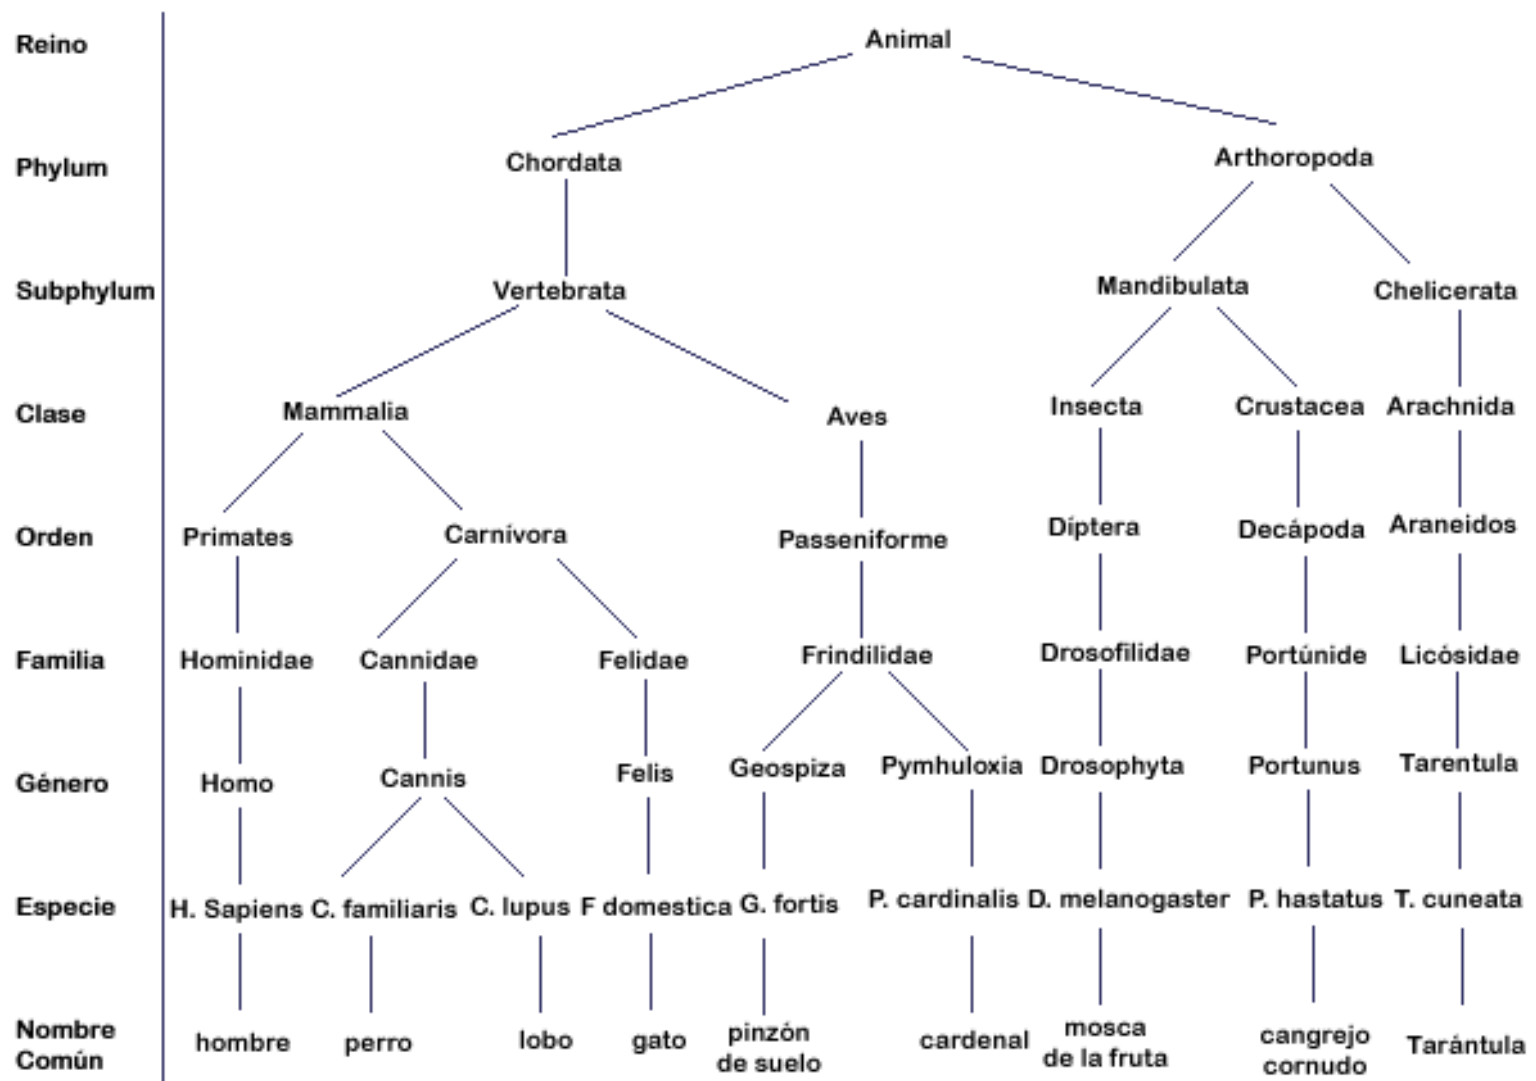 Reino Animal
Phylum Chordata Arthoropoda
Subphylum Vertebrata Mandibulata Chelicerata
Clase Mammalia Aves Insecta Crustacea Arachnida
Orden Primates Carnívora Passeniforme Díptera Decápoda Araneidos
Familia Hominidae Cannidae Felidae Frindilidae Drosofilidae Portúnide Licósidae
Género Homo Cannis Felis Geospiza Pymhuloxia Drosophyta Portunus Tarentula
Especie H. Sapiens C. familiaris C. lupus F domestica G. fortis P. cardinalis D. melanogaster P. hastatus T. cuneata
Nombre
Común
hombre
perro
lobo
gato
pinzón
de suelo
cardenal
mosca
de la fruta
cangrejo
cornudo
Tarántula